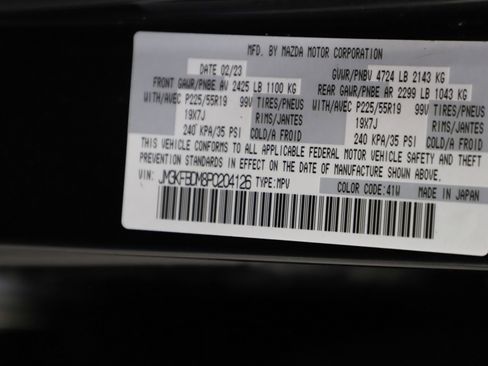 MFD. BY MAZDA MOTOR CORPORATION
DATE 02/23 GVWR/PNBV 4724 LB 2143 KG
FRONT GAWR/PNBE AV 2425 LB 1100 KG REAR GAWR/PNBE AR 2299 LB 1043 KG
WITH/AVEC P225/55R19 99V TIRES/PNEUS WITH/AVEC P225/55R19 99V TIRES/PNEUS
19X7J RIMS/JANTES 19X7J RIMS/JANTES
240 KPA/35 PSI COLD/A FROID 240 KPA/35 PSI COLD/A FROID
THIS VEHICLE CONFORMS TO ALL APPLICABLE FEDERAL MOTOR VEHICLE SAFETY AND THEFT
PREVENTION STANDARDS IN EFFECT ON THE DATE OF MANUFACTURE SHOWN ABOVE.
VIN: JM3KFBDM8P0204126 TYPE:MPV COLOR CODE:41W MADE IN JAPAN